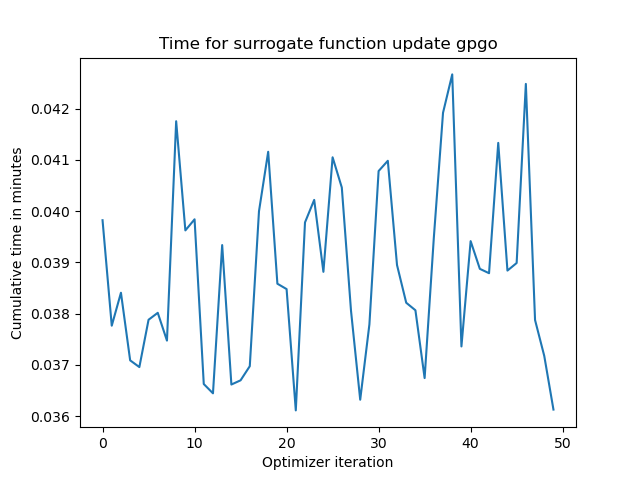 Time for surrogate function update gpgo
Cumulative time in minutes
0.042
0.041
0.040
0.039
0.038
0.037
0.036
0 10 20 30 40 50
Optimizer iteration